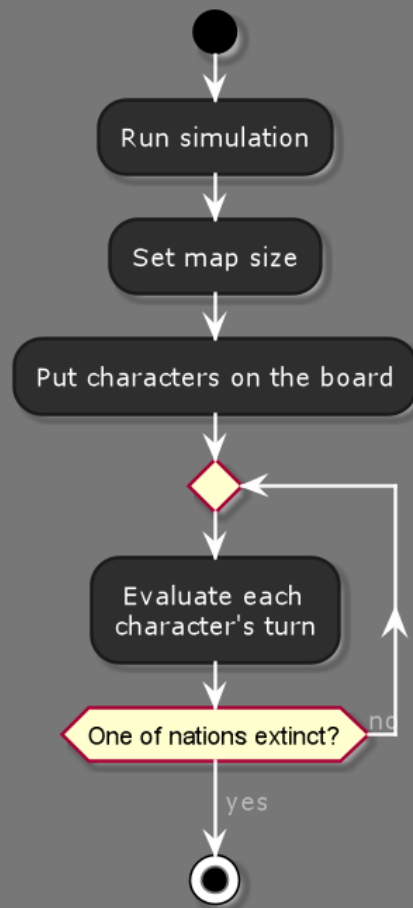 Run simulation
Set map size
Put characters on the board
Evaluate each
character's turn
One of nations extinct?
no
yes